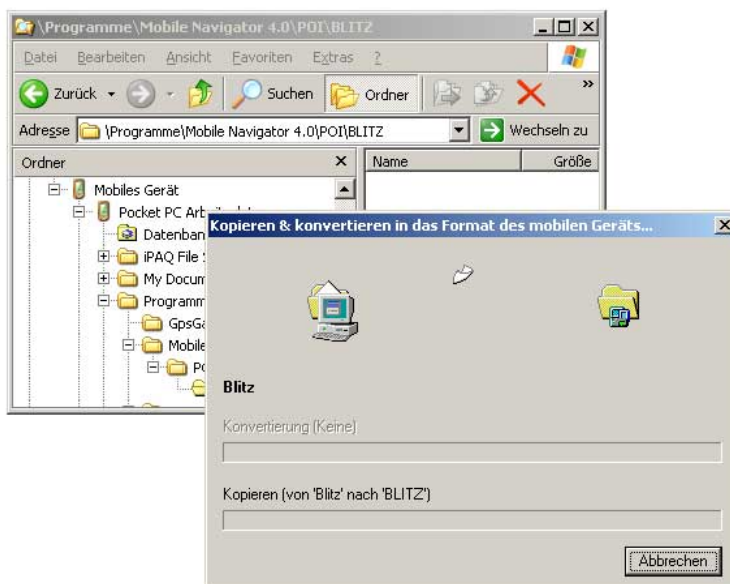 \Programme\Mobile Navigator 4.0\POI\BLITZ
Datei Bearbeiten Ansicht Favoriten Extras ?
Zurück Suchen Ordner »
Adresse \Programme\Mobile Navigator 4.0\POI\BLITZ Wechseln zu
Ordner x Name Größe
Mobiles Gerät
Pocket PC
Datenban
iPAQ File
My Docum
Programm
GpsGa
Mobile
Kopieren & konvertieren in das Format des mobilen Geräts...
Blitz
Konvertierung (Keine)
Kopieren (von 'Blitz' nach 'BLITZ')
Abbrechen